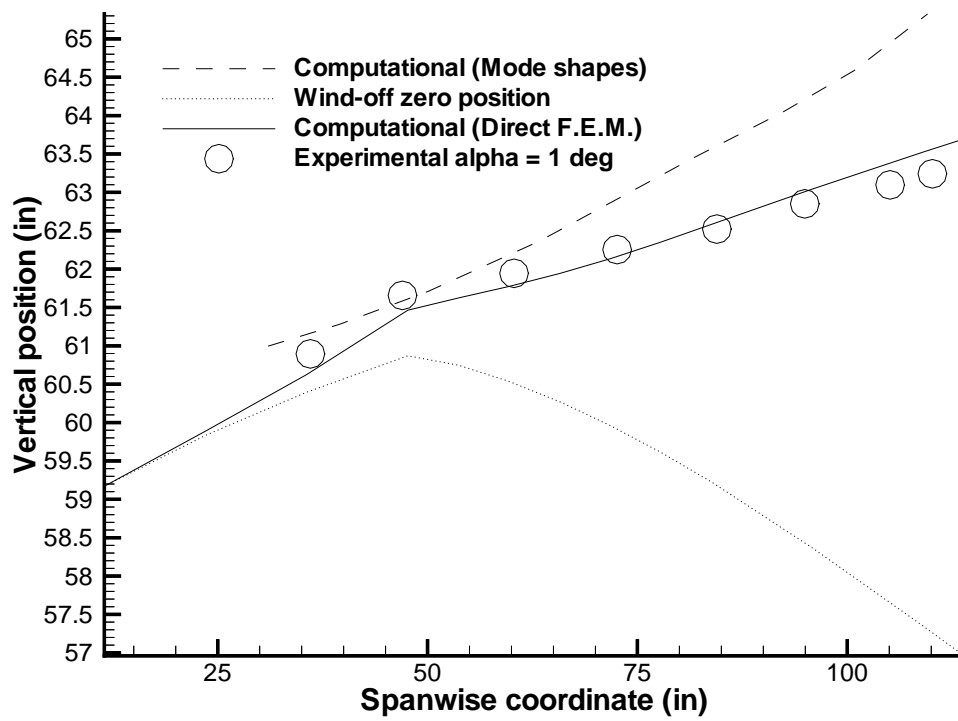 65
64.5
64
63.5
63
62.5
62
61.5
61
60.5
60
59.5
59
58.5
58
57.5
57
Vertical position (in)
Computational (Mode shapes)
Wind-off zero position
Computational (Direct F.E.M.)
Experimental alpha = 1 deg
25 50 75 100
Spanwise coordinate (in)